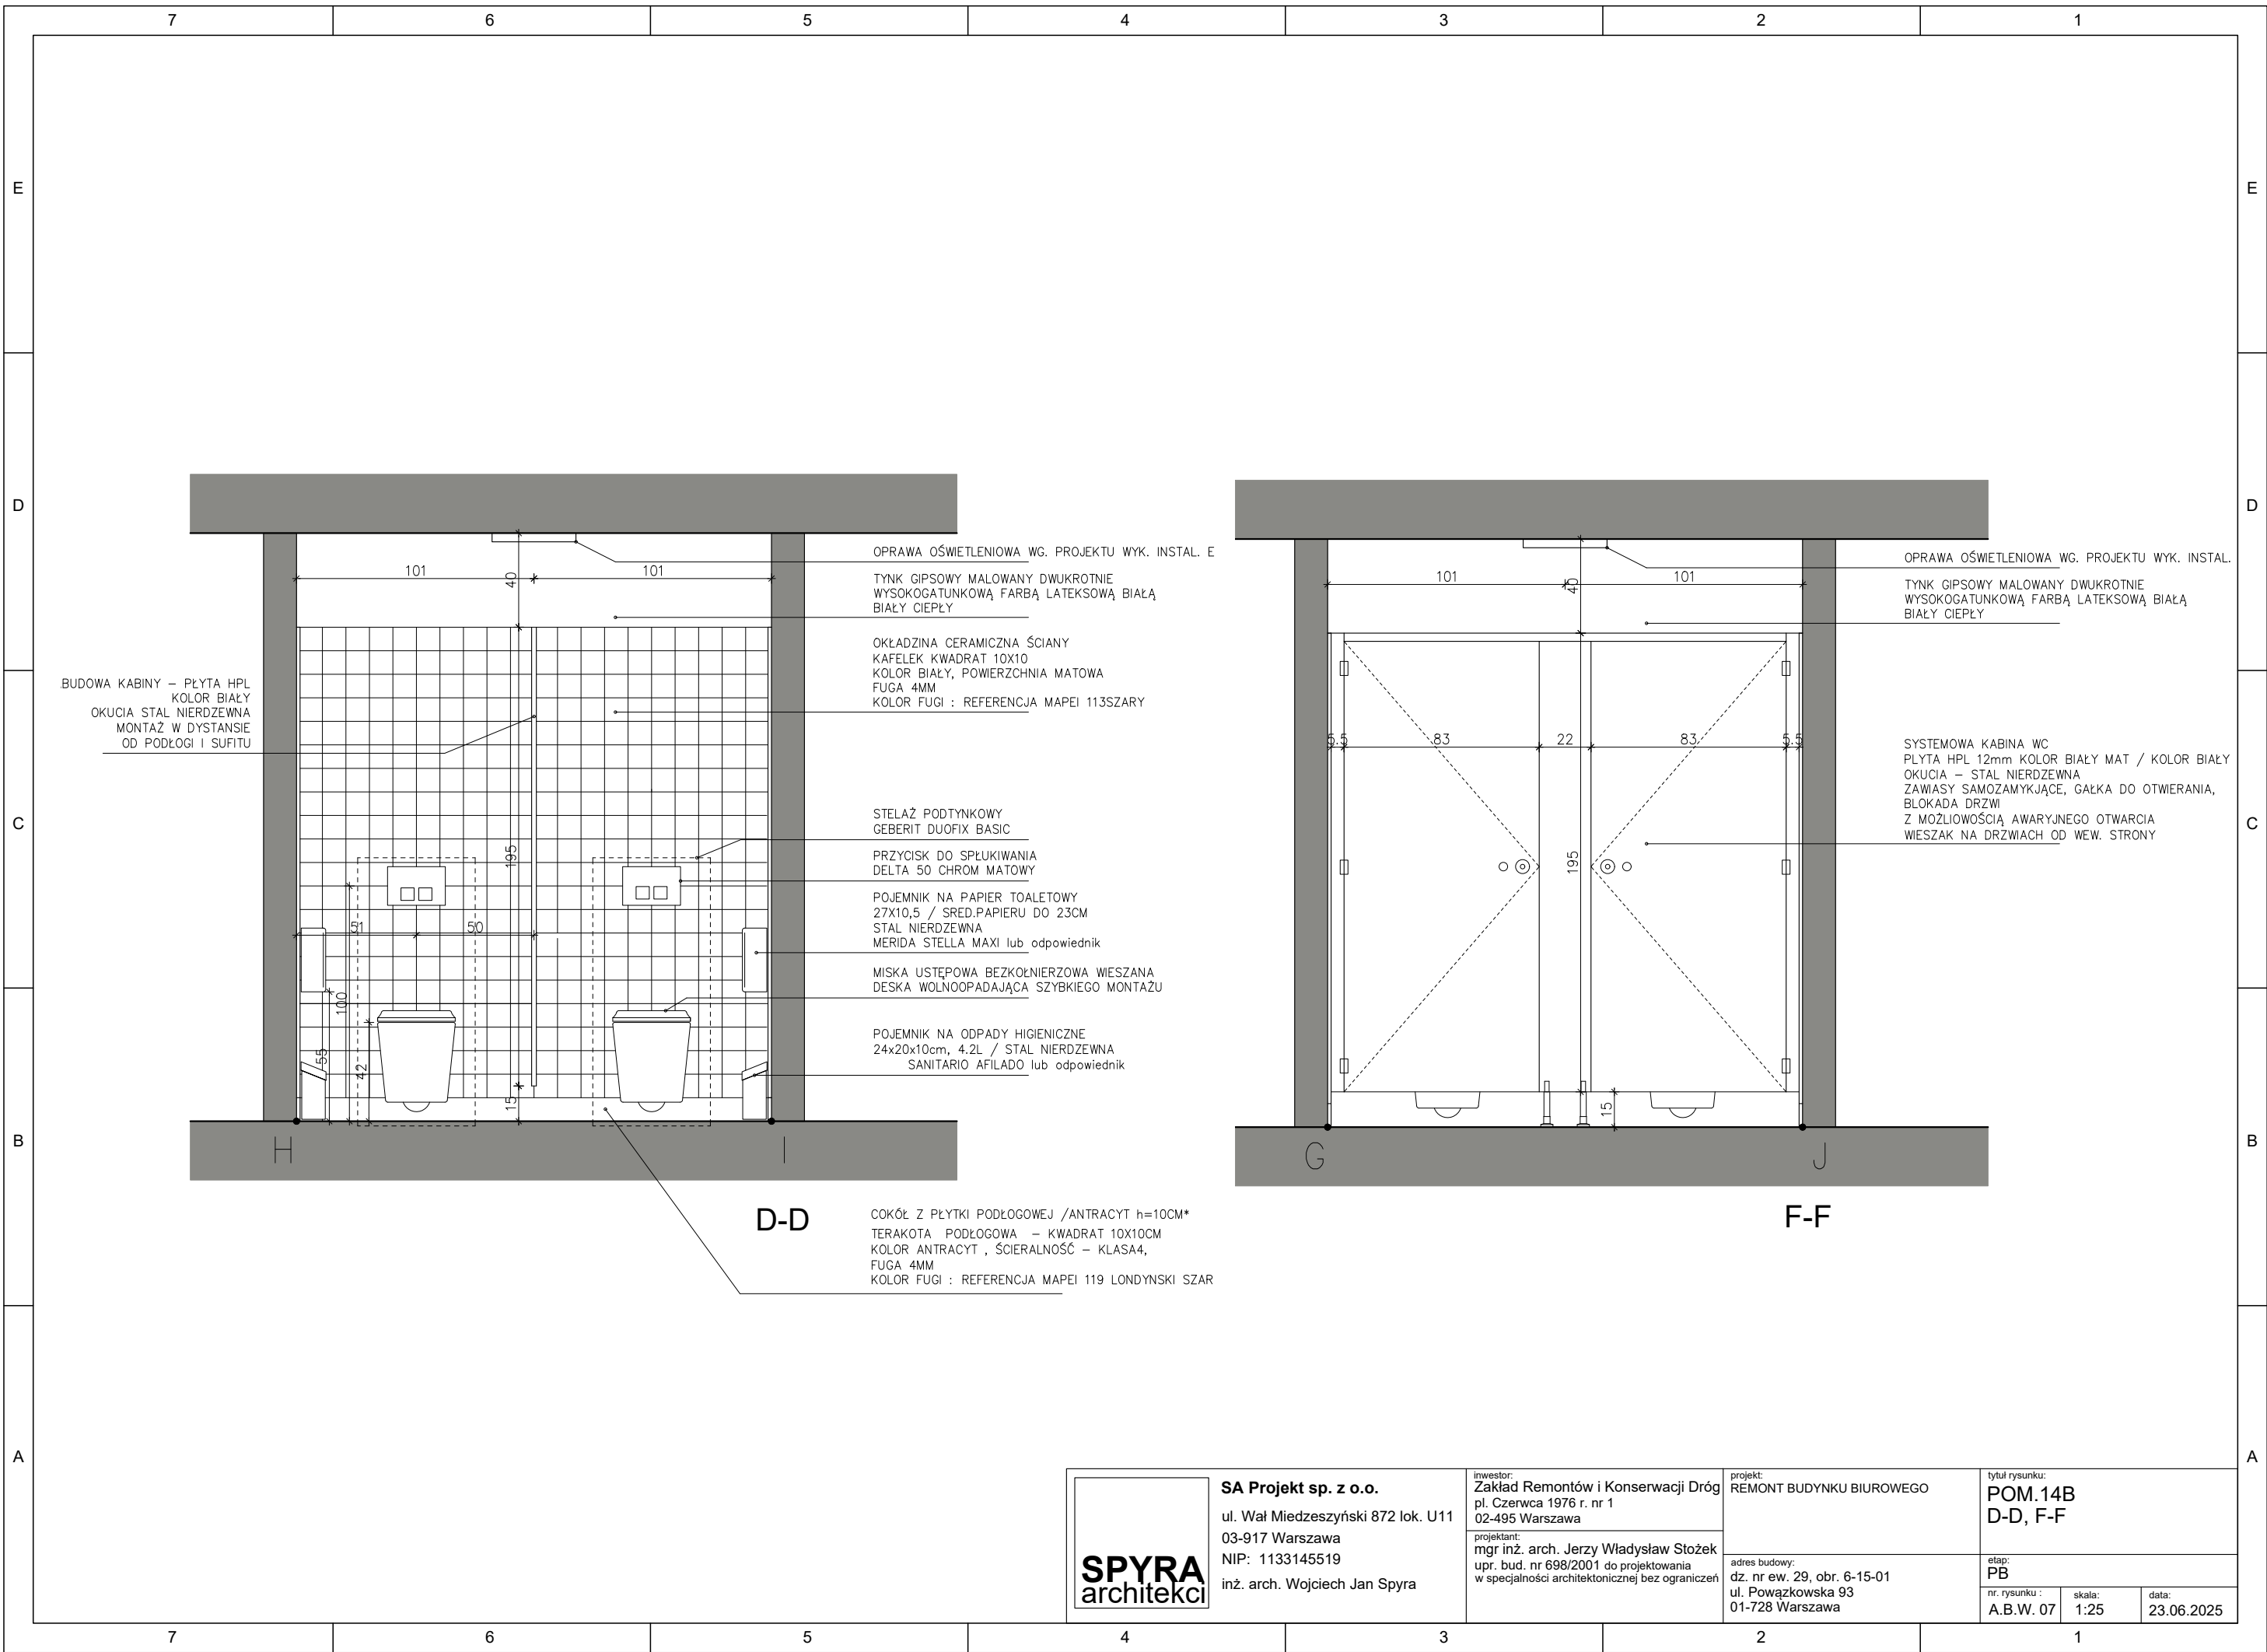 7 6 5 4 3 2 1
E E
D D
C C
B B
A A
101 101
40
195
51 50
100
55
42
15
H I
D-D
BUDOWA KABINY – PŁYTA HPL
KOLOR BIAŁY
OKUCIA STAL NIERDZEWNA
MONTAŻ W DYSTANSIE
OD PODŁOGI I SUFITU
OPRAWA OŚWIETLENIOWA WG. PROJEKTU WYK. INSTAL. E
TYNK GIPSOWY MALOWANY DWUKROTNIE
WYSOKOGATUNKOWĄ FARBĄ LATEKSOWĄ BIAŁĄ
BIAŁY CIEPŁY
OKŁADZINA CERAMICZNA ŚCIANY
KAFELEK KWADRAT 10X10
KOLOR BIAŁY, POWIERZCHNIA MATOWA
FUGA 4MM
KOLOR FUGI : REFERENCJA MAPEI 113SZARY
STELAŻ PODTYNKOWY
GEBERIT DUOFIX BASIC
PRZYCISK DO SPŁUKIWANIA
DELTA 50 CHROM MATOWY
POJEMNIK NA PAPIER TOALETOWY
27X10,5 / SRED.PAPIERU DO 23CM
STAL NIERDZEWNA
MERIDA STELLA MAXI lub odpowiednik
MISKA USTĘPOWA BEZKOŁNIERZOWA WIESZANA
DESKA WOLNOOPADAJĄCA SZYBKIEGO MONTAŻU
POJEMNIK NA ODPADY HIGIENICZNE
24x20x10cm, 4.2L / STAL NIERDZEWNA
SANITARIO AFILADO lub odpowiednik
COKÓŁ Z PŁYTKI PODŁOGOWEJ /ANTRACYT h=10CM*
TERAKOTA PODŁOGOWA – KWADRAT 10X10CM
KOLOR ANTRACYT , ŚCIERALNOŚĆ – KLASA4,
FUGA 4MM
KOLOR FUGI : REFERENCJA MAPEI 119 LONDYNSKI SZAR
101 101
40
5.5 83 22 83 5.5
195
15
G J
F-F
OPRAWA OŚWIETLENIOWA WG. PROJEKTU WYK. INSTAL.
TYNK GIPSOWY MALOWANY DWUKROTNIE
WYSOKOGATUNKOWĄ FARBĄ LATEKSOWĄ BIAŁĄ
BIAŁY CIEPŁY
SYSTEMOWA KABINA WC
PLYTA HPL 12mm KOLOR BIAŁY MAT / KOLOR BIAŁY
OKUCIA – STAL NIERDZEWNA
ZAWIASY SAMOZAMYKJĄCE, GAŁKA DO OTWIERANIA,
BLOKADA DRZWI
Z MOŻLIOWOŚCIĄ AWARYJNEGO OTWARCIA
WIESZAK NA DRZWIACH OD WEW. STRONY
SPYRA
architekci
SA Projekt sp. z o.o.
ul. Wał Miedzeszyński 872 lok. U11
03-917 Warszawa
NIP: 1133145519
inż. arch. Wojciech Jan Spyra
inwestor:
Zakład Remontów i Konserwacji Dróg
pl. Czerwca 1976 r. nr 1
02-495 Warszawa
projektant:
mgr inż. arch. Jerzy Władysław Stożek
upr. bud. nr 698/2001 do projektowania
w specjalności architektonicznej bez ograniczeń
projekt:
REMONT BUDYNKU BIUROWEGO
adres budowy:
dz. nr ew. 29, obr. 6-15-01
ul. Powązkowska 93
01-728 Warszawa
tytuł rysunku:
POM.14B
D-D, F-F
etap:
PB
nr. rysunku :
A.B.W. 07
skala:
1:25
data:
23.06.2025
7 6 5 4 3 2 1